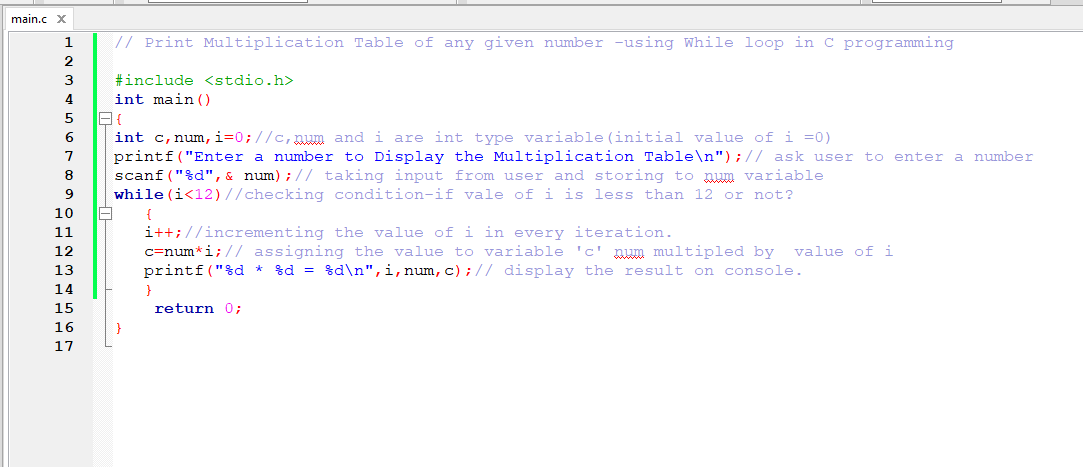 main.c X
1 // Print Multiplication Table of any given number -using While loop in C programming
2
3 #include <stdio.h>
4 int main()
5 {
6 int c,num,i=0;//c,num and i are int type variable(initial value of i =0)
7 printf("Enter a number to Display the Multiplication Table\n");// ask user to enter a number
8 scanf("%d",& num);// taking input from user and storing to num variable
9 while(i<12)//checking condition-if vale of i is less than 12 or not?
10 {
11 i++;//incrementing the value of i in every iteration.
12 c=num*i;// assigning the value to variable 'c' num multipled by  value of i
13 printf("%d * %d = %d\n",i,num,c);// display the result on console.
14 }
15 return 0;
16 }
17